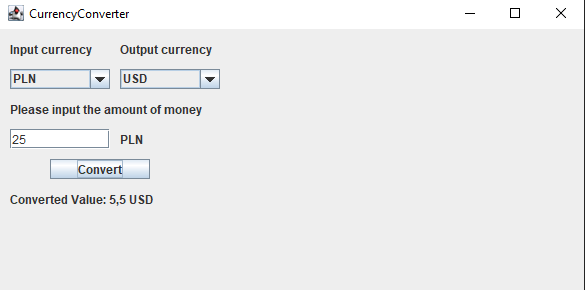 CurrencyConverter
Input currency Output currency
PLN USD
Please input the amount of money
25 PLN
Convert
Converted Value: 5,5 USD